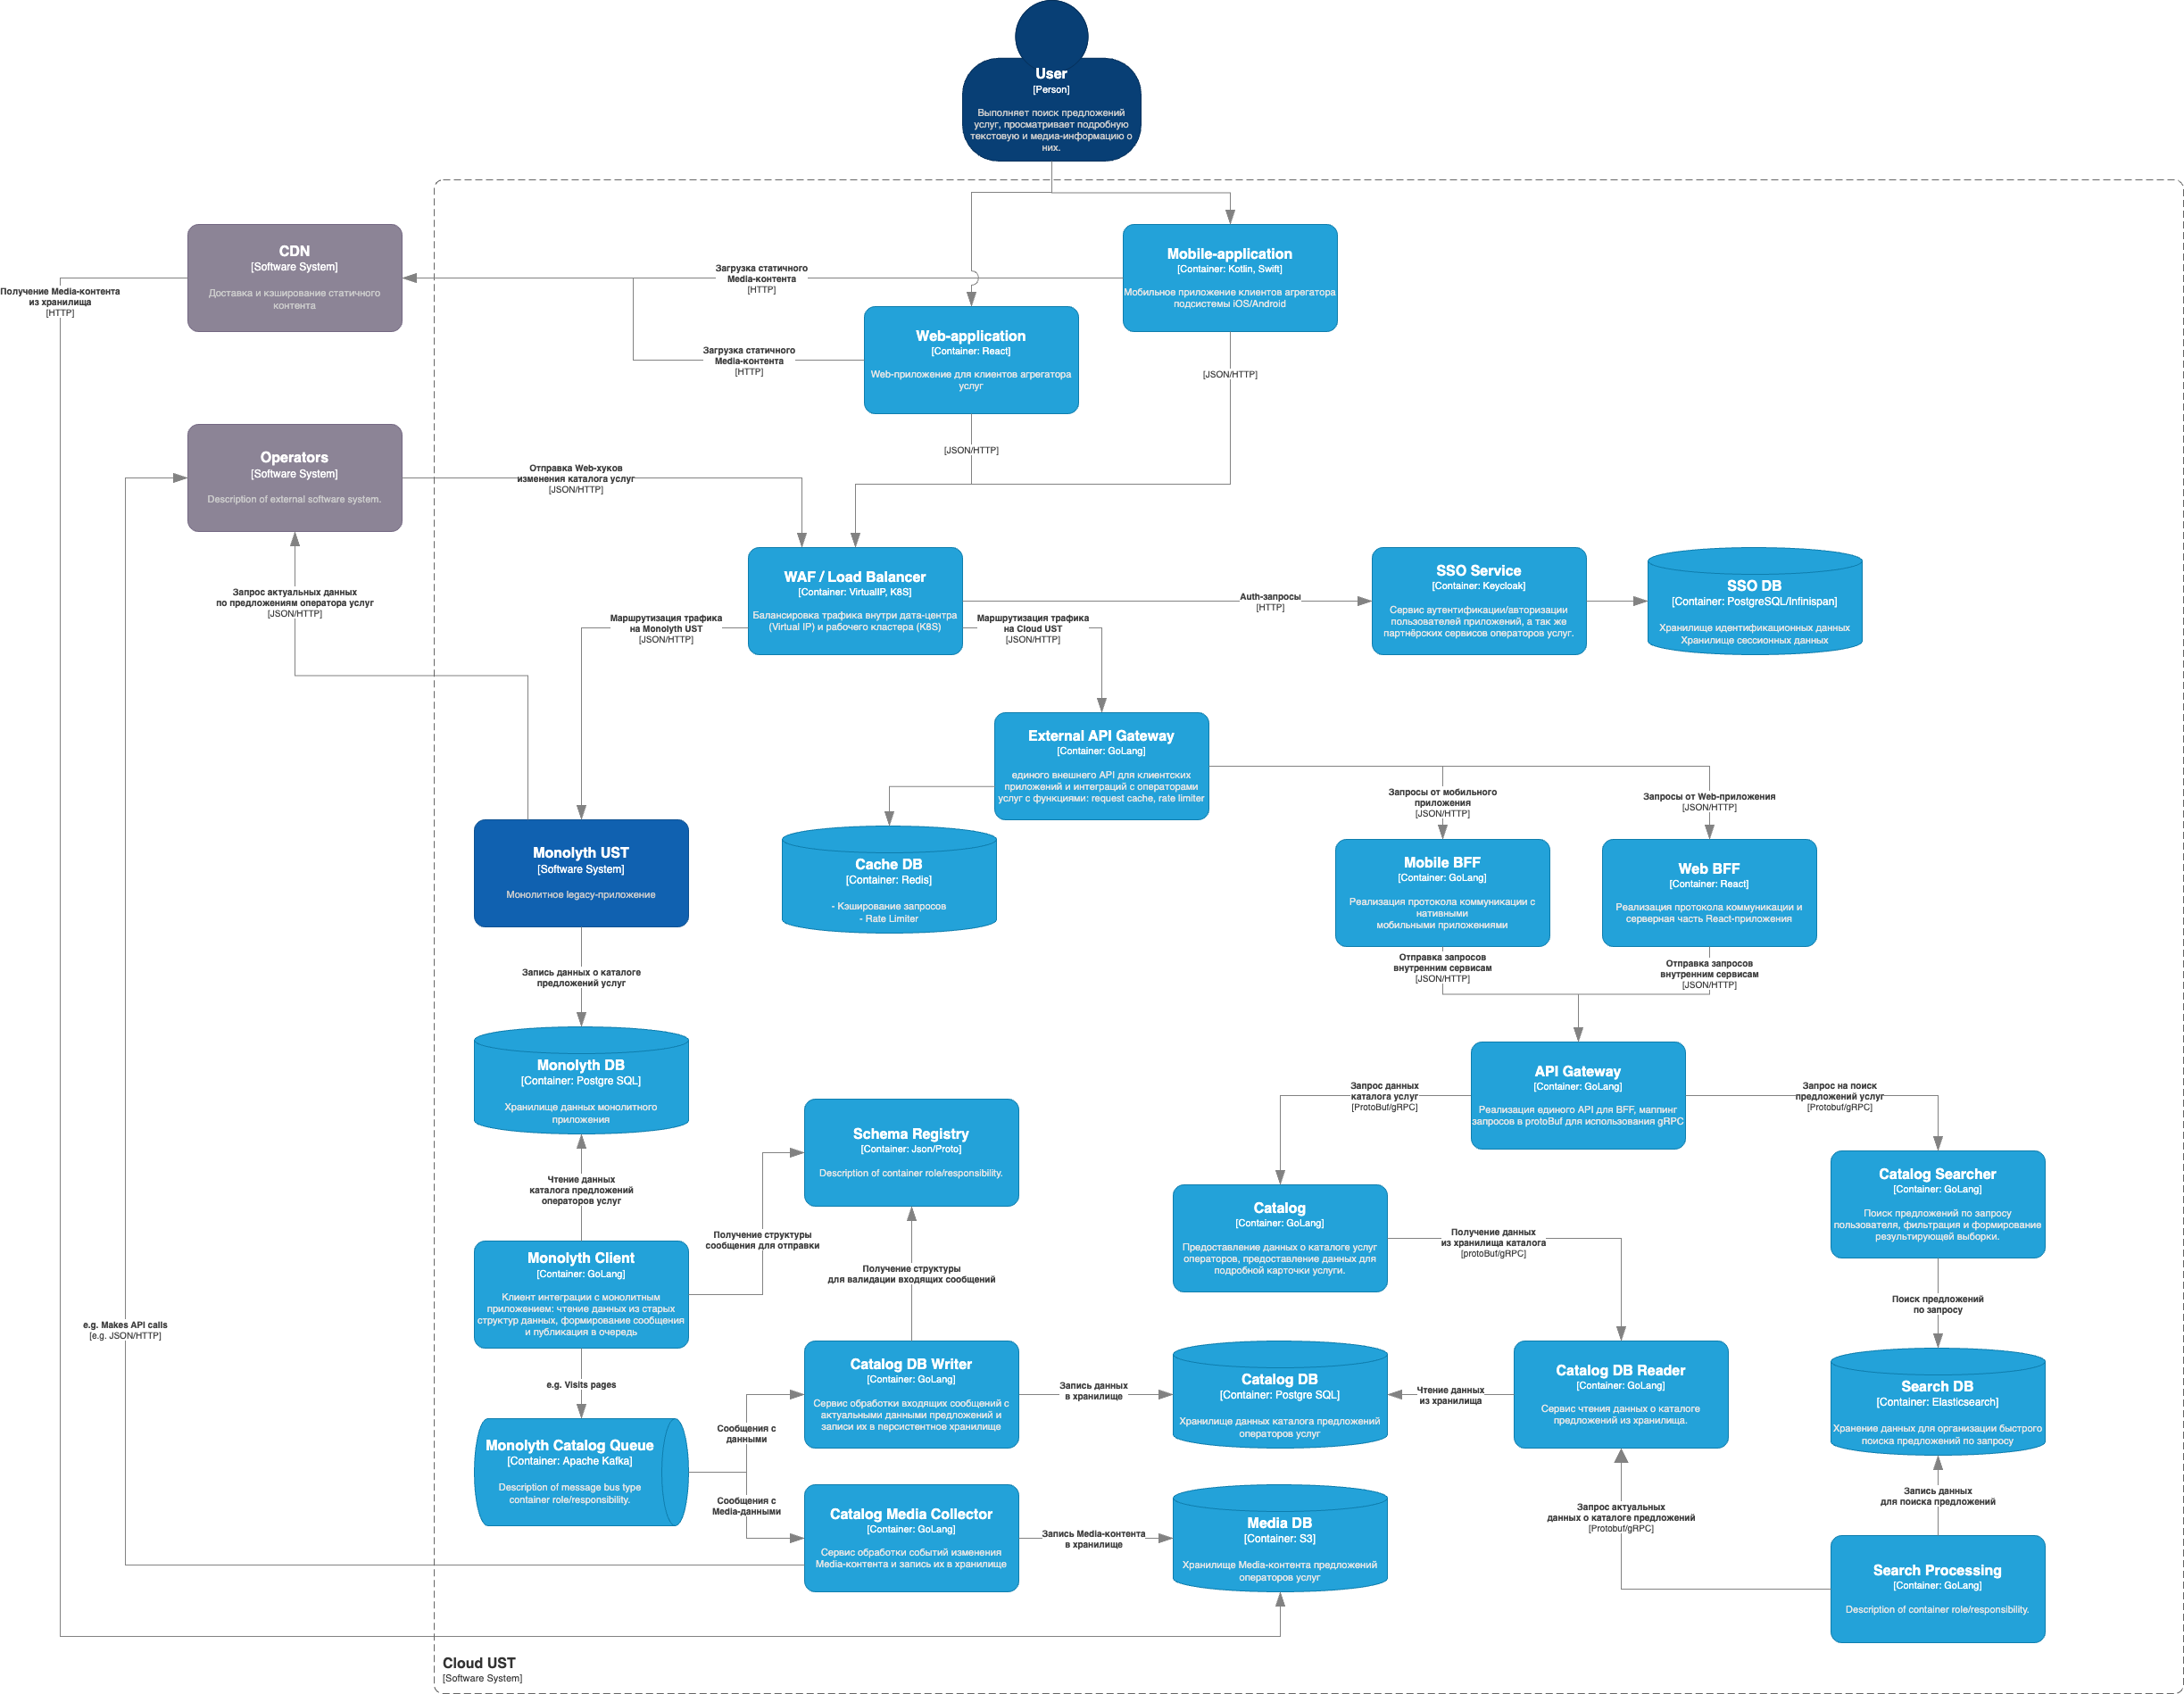 User
[Person]
Выполняет поиск предложений
услуг, просматривает подробную
текстовую и медиа-информацию о
них.
CDN
[Software System]
Доставка и кэширование статичного
контента
Получение Media-контента
из хранилища
[HTTP]
Загрузка статичного
Media-контента
[HTTP]
Mobile-application
[Container: Kotlin, Swift]
Мобильное приложение клиентов агрегатора
подсистемы iOS/Android
Загрузка статичного
Media-контента
[HTTP]
Web-application
[Container: React]
Web-приложение для клиентов агрегатора
услуг
[JSON/HTTP]
[JSON/HTTP]
Operators
[Software System]
Description of external software system.
Отправка Web-хуков
изменения каталога услуг
[JSON/HTTP]
Запрос актуальных данных
по предложениям оператора услуг
[JSON/HTTP]
WAF / Load Balancer
[Container: VirtualIP, K8S]
Балансировка трафика внутри дата-центра
(Virtual IP) и рабочего кластера (K8S)
Маршрутизация трафика
на Monolyth UST
[JSON/HTTP]
Маршрутизация трафика
на Cloud UST
[JSON/HTTP]
Auth-запросы
[HTTP]
SSO Service
[Container: Keycloak]
Сервис аутентификации/авторизации
пользователей приложений, а так же
партнёрских сервисов операторов услуг.
SSO DB
[Container: PostgreSQL/Infinispan]
Хранилище идентификационных данных
Хранилище сессионных данных
External API Gateway
[Container: GoLang]
единого внешнего API для клиентских
приложений и интеграций с операторами
услуг с функциями: request cache, rate limiter
Запросы от мобильного
приложения
[JSON/HTTP]
Запросы от Web-приложения
[JSON/HTTP]
Monolyth UST
[Software System]
Монолитное legacy-приложение
Cache DB
[Container: Redis]
- Кэширование запросов
- Rate Limiter
Mobile BFF
[Container: GoLang]
Реализация протокола коммуникации с
нативными
мобильными приложениями
Web BFF
[Container: React]
Реализация протокола коммуникации и
серверная часть React-приложения
Запись данных о каталоге
предложений услуг
Отправка запросов
внутренним сервисам
[JSON/HTTP]
Отправка запросов
внутренним сервисам
[JSON/HTTP]
Monolyth DB
[Container: Postgre SQL]
Хранилище данных монолитного
приложения
API Gateway
[Container: GoLang]
Реализация единого API для BFF, маппинг
запросов в protoBuf для использования gRPC
Запрос данных
каталога услуг
[ProtoBuf/gRPC]
Запрос на поиск
предложений услуг
[Protobuf/gRPC]
Schema Registry
[Container: Json/Proto]
Description of container role/responsibility.
Чтение данных
каталога предложений
операторов услуг
Catalog
[Container: GoLang]
Предоставление данных о каталоге услуг
операторов, предоставление данных для
подробной карточки услуги.
Catalog Searcher
[Container: GoLang]
Поиск предложений по запросу
пользователя, фильтрация и формирование
результирующей выборки.
Получение структуры
сообщения для отправки
Получение данных
из хранилища каталога
[protoBuf/gRPC]
Monolyth Client
[Container: GoLang]
Клиент интеграции с монолитным
приложением: чтение данных из старых
структур данных, формирование сообщения
и публикация в очередь
Получение структуры
для валидации входящих сообщений
Поиск предложений
по запросу
e.g. Makes API calls
[e.g. JSON/HTTP]
e.g. Visits pages
Catalog DB Writer
[Container: GoLang]
Сервис обработки входящих сообщений с
актуальными данными предложений и
записи их в персистентное хранилище
Запись данных
в хранилище
Catalog DB
[Container: Postgre SQL]
Хранилище данных каталога предложений
операторов услуг
Чтение данных
из хранилища
Catalog DB Reader
[Container: GoLang]
Сервис чтения данных о каталоге
предложений из хранилища.
Search DB
[Container: Elasticsearch]
Хранение данных для организации быстрого
поиска предложений по запросу
Monolyth Catalog Queue
[Container: Apache Kafka]
Description of message bus type
container role/responsibility.
Сообщения с
данными
Сообщения с
Media-данными
Catalog Media Collector
[Container: GoLang]
Сервис обработки событий изменения
Media-контента и запись их в хранилище
Запись Media-контента
в хранилище
Media DB
[Container: S3]
Хранилище Media-контента предложений
операторов услуг
Запрос актуальных
данных о каталоге предложений
[Protobuf/gRPC]
Запись данных
для поиска предложений
Search Processing
[Container: GoLang]
Description of container role/responsibility.
Cloud UST
[Software System]